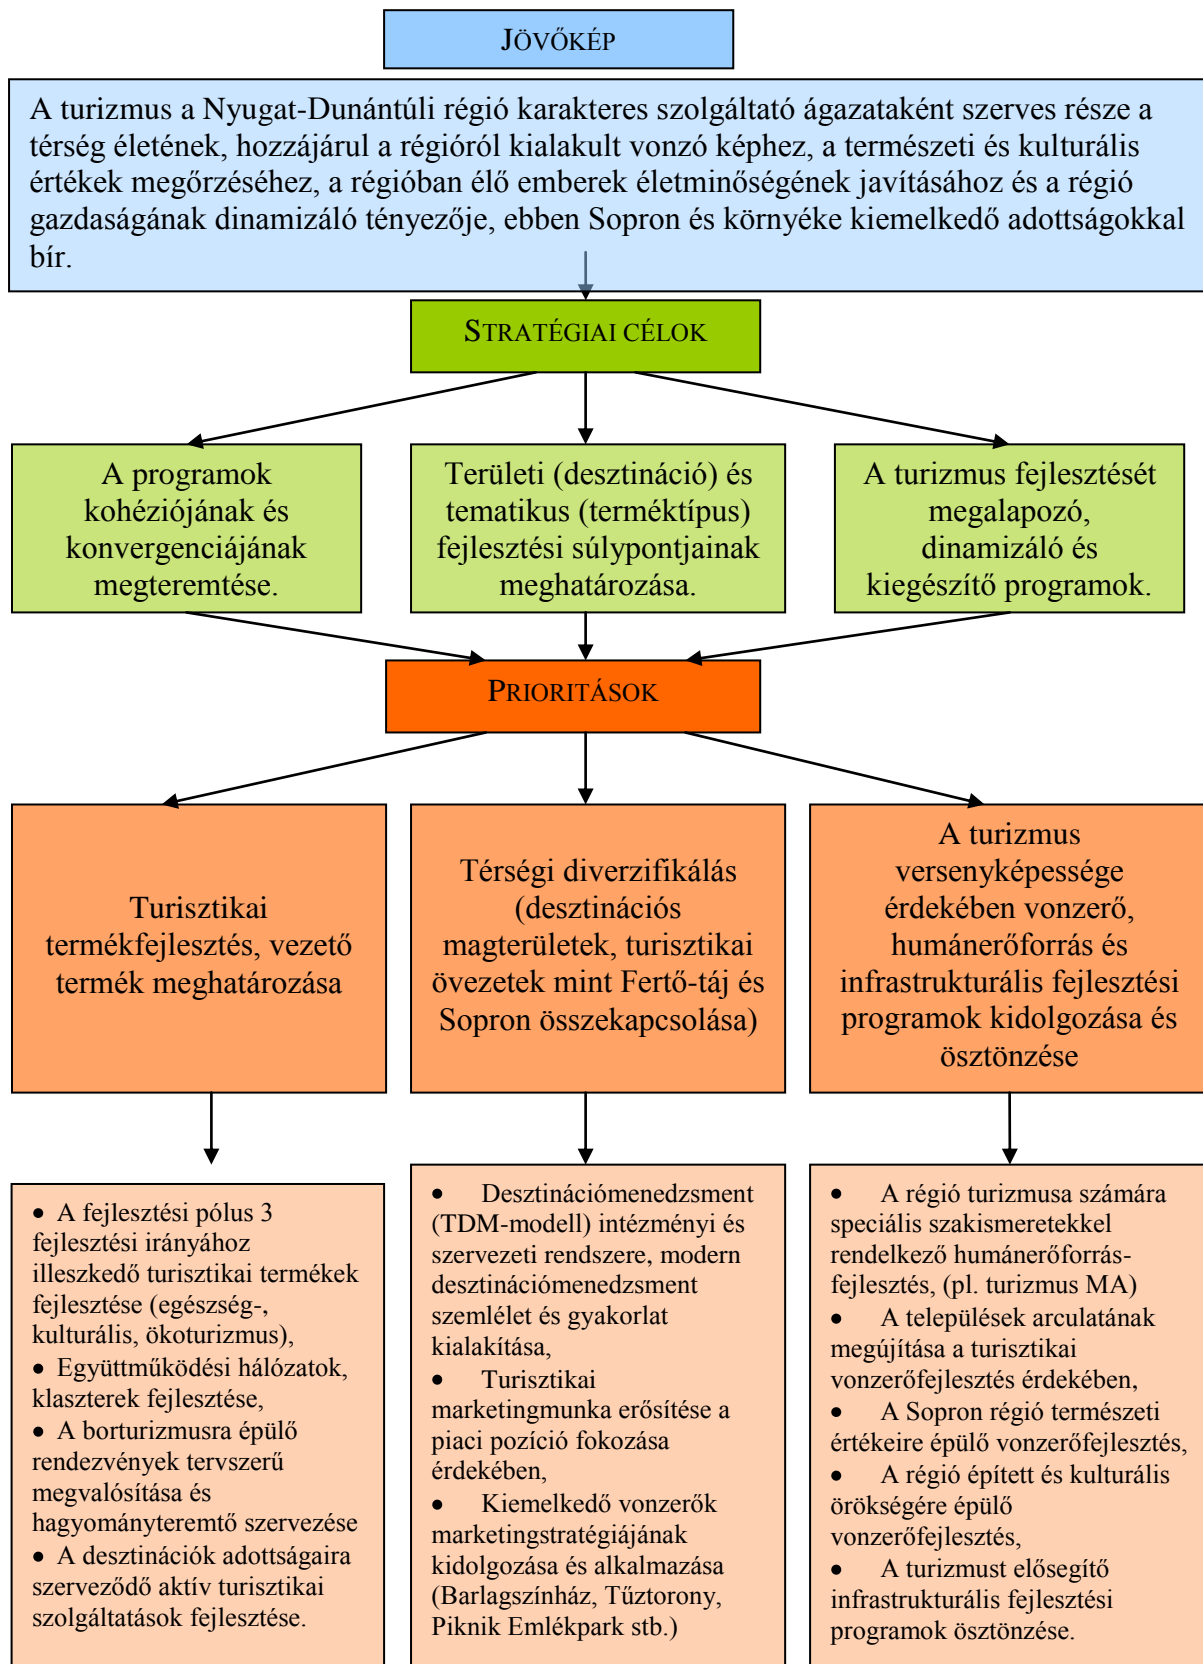 JÖVŐKÉP
A turizmus a Nyugat-Dunántúli régió karakteres szolgáltató ágazataként szerves része a
térség életének, hozzájárul a régióról kialakult vonzó képhez, a természeti és kulturális
értékek megőrzéséhez, a régióban élő emberek életminőségének javításához és a régió
gazdaságának dinamizáló tényezője, ebben Sopron és környéke kiemelkedő adottságokkal
bír.
STRATÉGIAI CÉLOK
A programok
kohéziójának és
konvergenciájának
megteremtése.
Területi (desztináció) és
tematikus (terméktípus)
fejlesztési súlypontjainak
meghatározása.
A turizmus fejlesztését
megalapozó,
dinamizáló és
kiegészítő programok.
PRIORITÁSOK
Turisztikai
termékfejlesztés, vezető
termék meghatározása
Térségi diverzifikálás
(desztinációs
magterületek, turisztikai
övezetek mint Fertő-táj és
Sopron összekapcsolása)
A turizmus
versenyképessége
érdekében vonzerő,
humánerőforrás és
infrastrukturális fejlesztési
programok kidolgozása és
ösztönzése
• A fejlesztési pólus 3
fejlesztési irányához
illeszkedő turisztikai termékek
fejlesztése (egészség-,
kulturális, ökoturizmus),
• Együttműködési hálózatok,
klaszterek fejlesztése,
• A borturizmusra épülő
rendezvények tervszerű
megvalósítása és
hagyományteremtő szervezése
• A desztinációk adottságaira
szerveződő aktív turisztikai
szolgáltatások fejlesztése.
• Desztinációmenedzsment
(TDM-modell) intézményi és
szervezeti rendszere, modern
desztinációmenedzsment
szemlélet és gyakorlat
kialakítása,
• Turisztikai
marketingmunka erősítése a
piaci pozíció fokozása
érdekében,
• Kiemelkedő vonzerők
marketingstratégiájának
kidolgozása és alkalmazása
(Barlagszínház, Tűztorony,
Piknik Emlékpark stb.)
• A régió turizmusa számára
speciális szakismeretekkel
rendelkező humánerőforrás-
fejlesztés, (pl. turizmus MA)
• A települések arculatának
megújítása a turisztikai
vonzerőfejlesztés érdekében,
• A Sopron régió természeti
értékeire épülő vonzerőfejlesztés,
• A régió épített és kulturális
örökségére épülő
vonzerőfejlesztés,
• A turizmust elősegítő
infrastrukturális fejlesztési
programok ösztönzése.